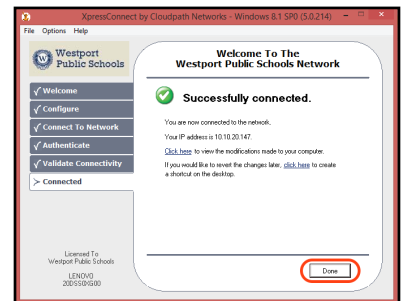 XpressConnect by Cloudpath Networks - Windows 8.1 SP0 (5.0.214)
File Options Help
W Westport
Public Schools
Welcome To The
Westport Public Schools Network
√ Welcome
√ Configure
√ Connect To Network
√ Authenticate
√ Validate Connectivity
> Connected
Successfully connected.
You are now connected to the network.
Your IP address is 10.10.20.147.
Click here to view the modifications made to your computer.
If you would like to revert the changes later, click here to create
a shortcut on the desktop.
Licensed To
Westport Public Schools
LENOVO
20DSS0XG00
Done